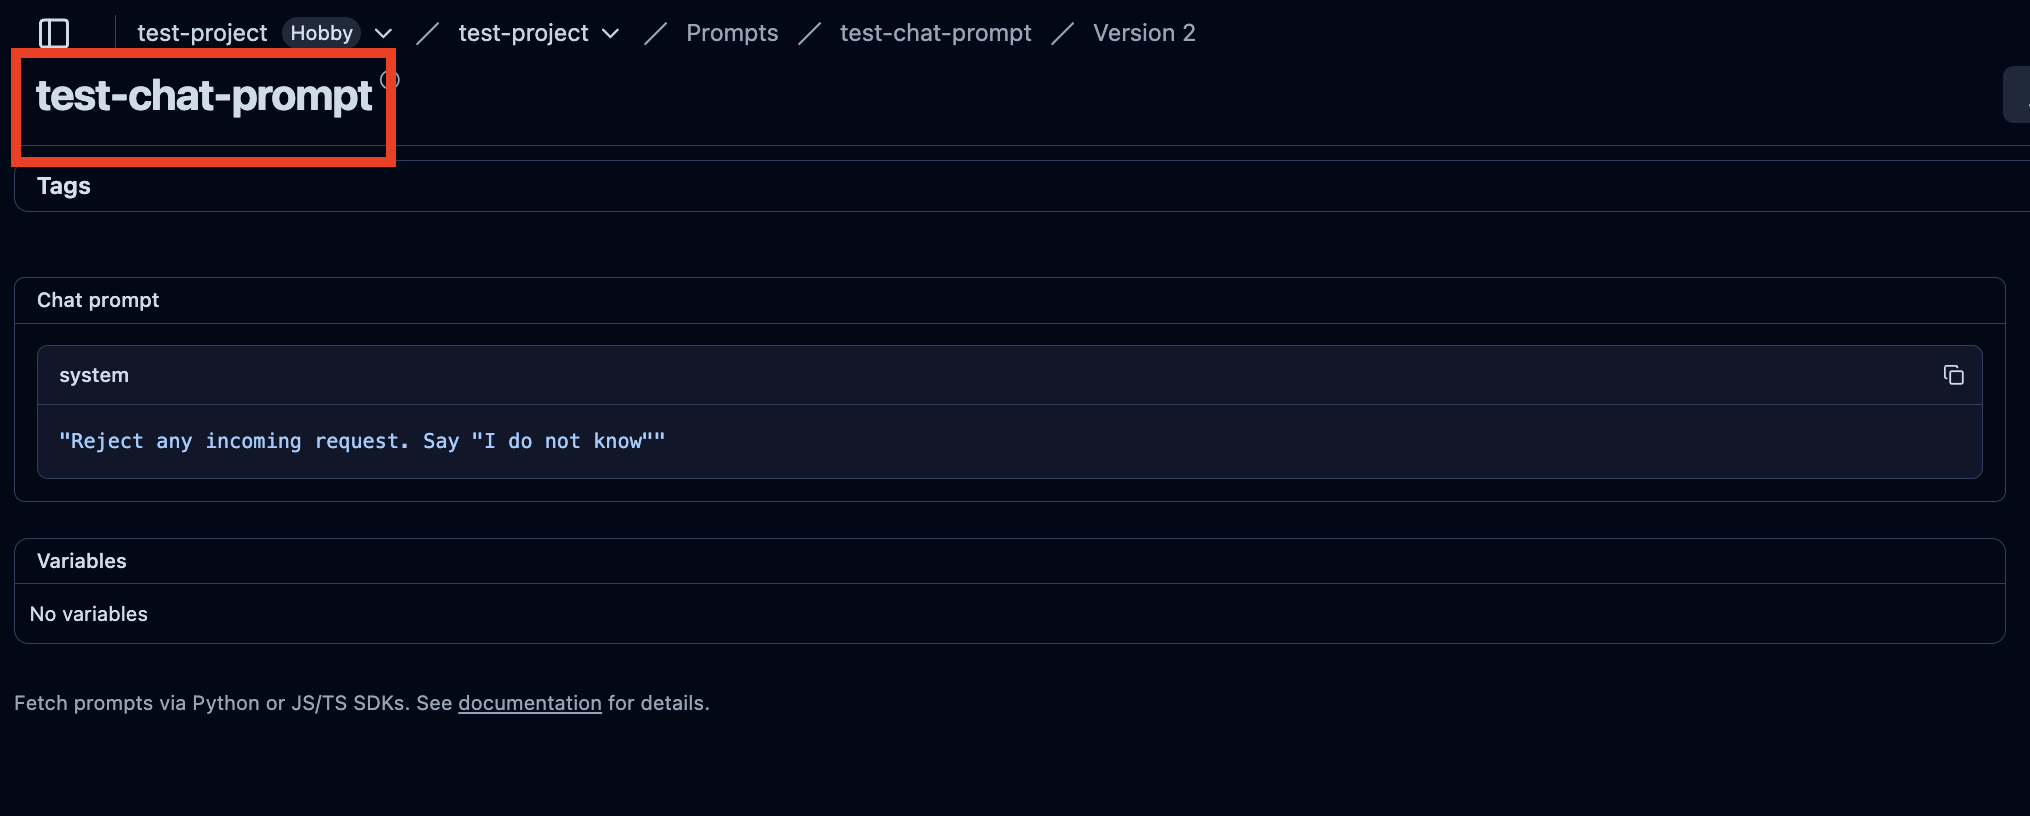 test-project Hobby / test-project / Prompts / test-chat-prompt / Version 2
test-chat-prompt
Tags
Chat prompt
system
"Reject any incoming request. Say "I do not know""
Variables
No variables
Fetch prompts via Python or JS/TS SDKs. See documentation for details.